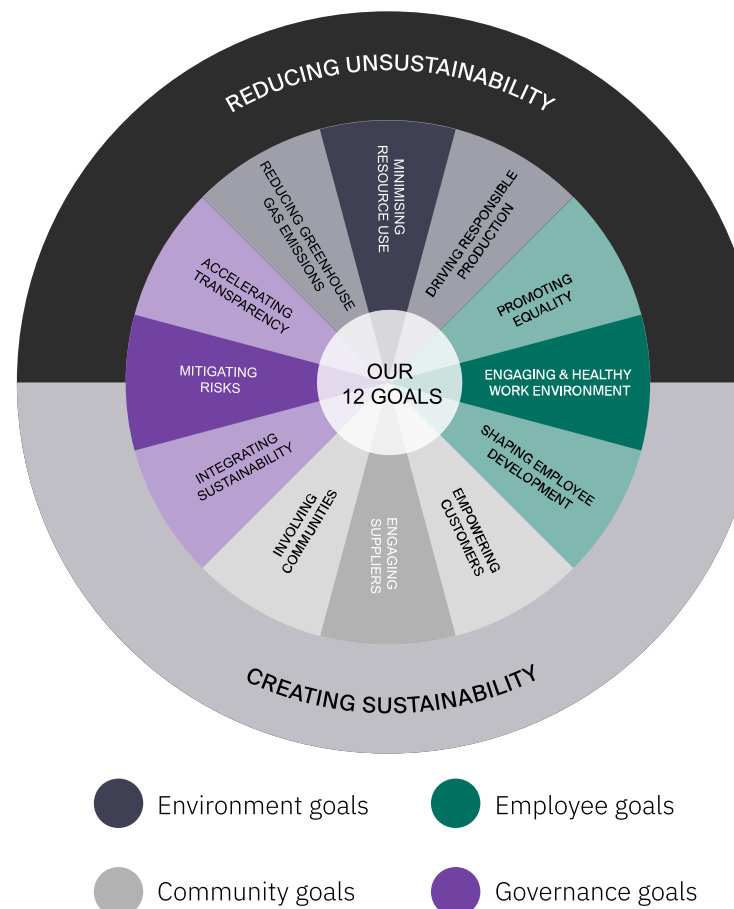 REDUCING UNSUSTAINABILITY
MINIMISING
RESOURCE USE
DRIVING RESPONSIBLE
PRODUCTION
PROMOTING
EQUALITY
ENGAGING & HEALTHY
WORK ENVIRONMENT
SHAPING EMPLOYEE
DEVELOPMENT
EMPOWERING
CUSTOMERS
ENGAGING
SUPPLIERS
INVOLVING
COMMUNITIES
INTEGRATING
SUSTAINABILITY
MITIGATING
RISKS
ACCELERATING
TRANSPARENCY
REDUCING GREENHOUSE
GAS EMISSIONS
OUR
12 GOALS
CREATING SUSTAINABILITY
Environment goals
Employee goals
Community goals
Governance goals